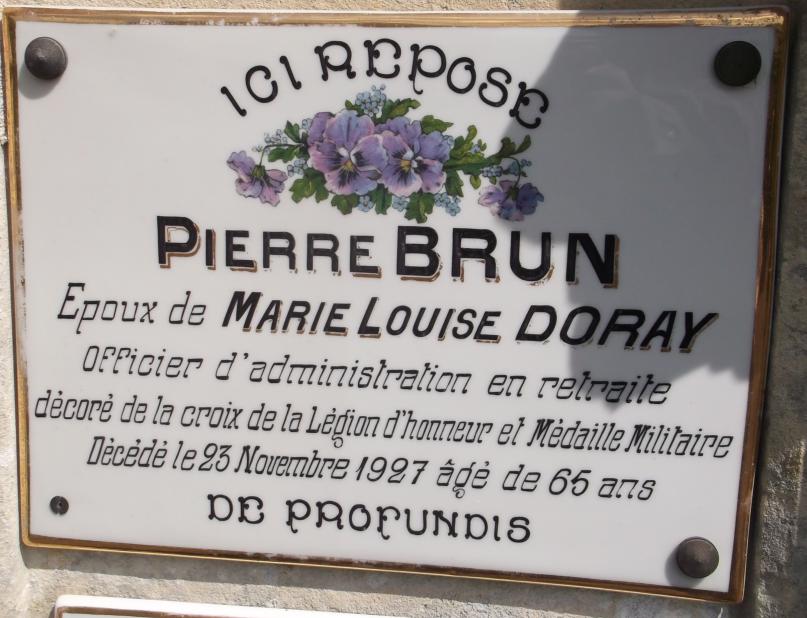 ICI REPOSE
PIERRE BRUN
Epoux de MARIE LOUISE DORAY
Officier d'administration en retraite
décoré de la croix de la Légion d'honneur et Médaille Militaire
Décédé le 23 Novembre 1927 âgé de 65 ans
DE PROFUNDIS